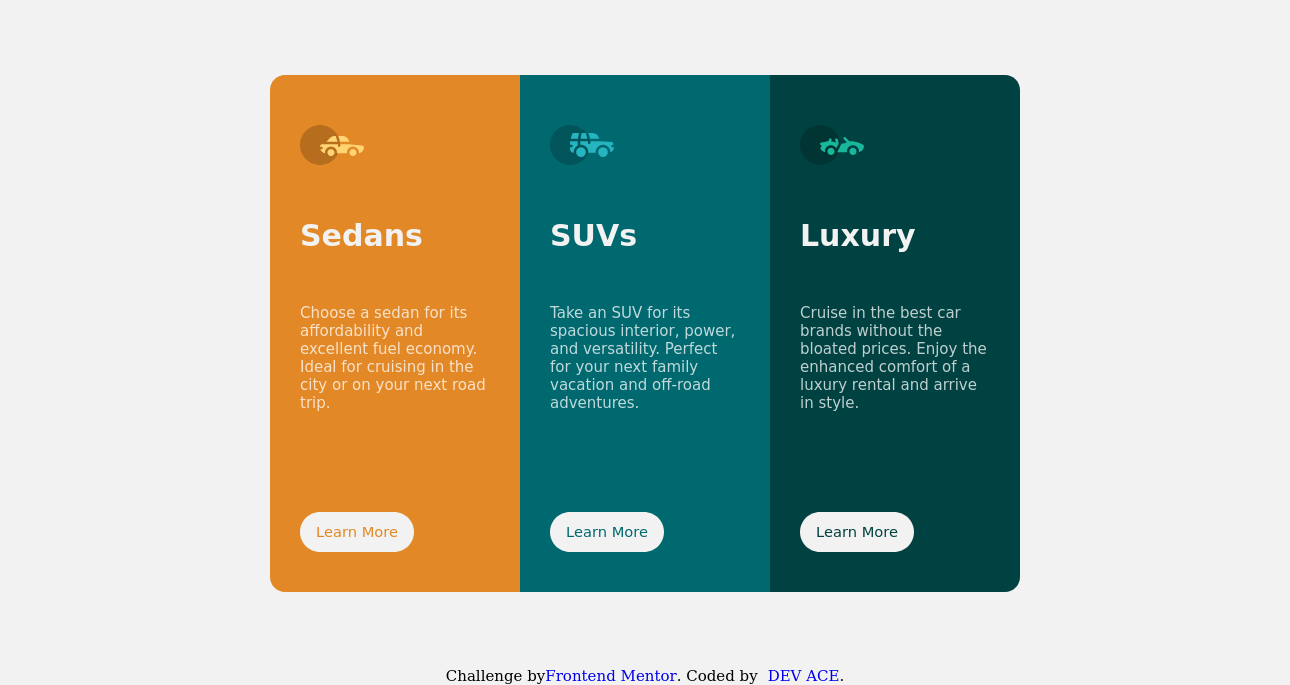 Sedans
Choose a sedan for its
affordability and
excellent fuel economy.
Ideal for cruising in the
city or on your next road
trip.
Learn More
SUVs
Take an SUV for its
spacious interior, power,
and versatility. Perfect
for your next family
vacation and off-road
adventures.
Learn More
Luxury
Cruise in the best car
brands without the
bloated prices. Enjoy the
enhanced comfort of a
luxury rental and arrive
in style.
Learn More
Challenge byFrontend Mentor. Coded by DEV ACE.